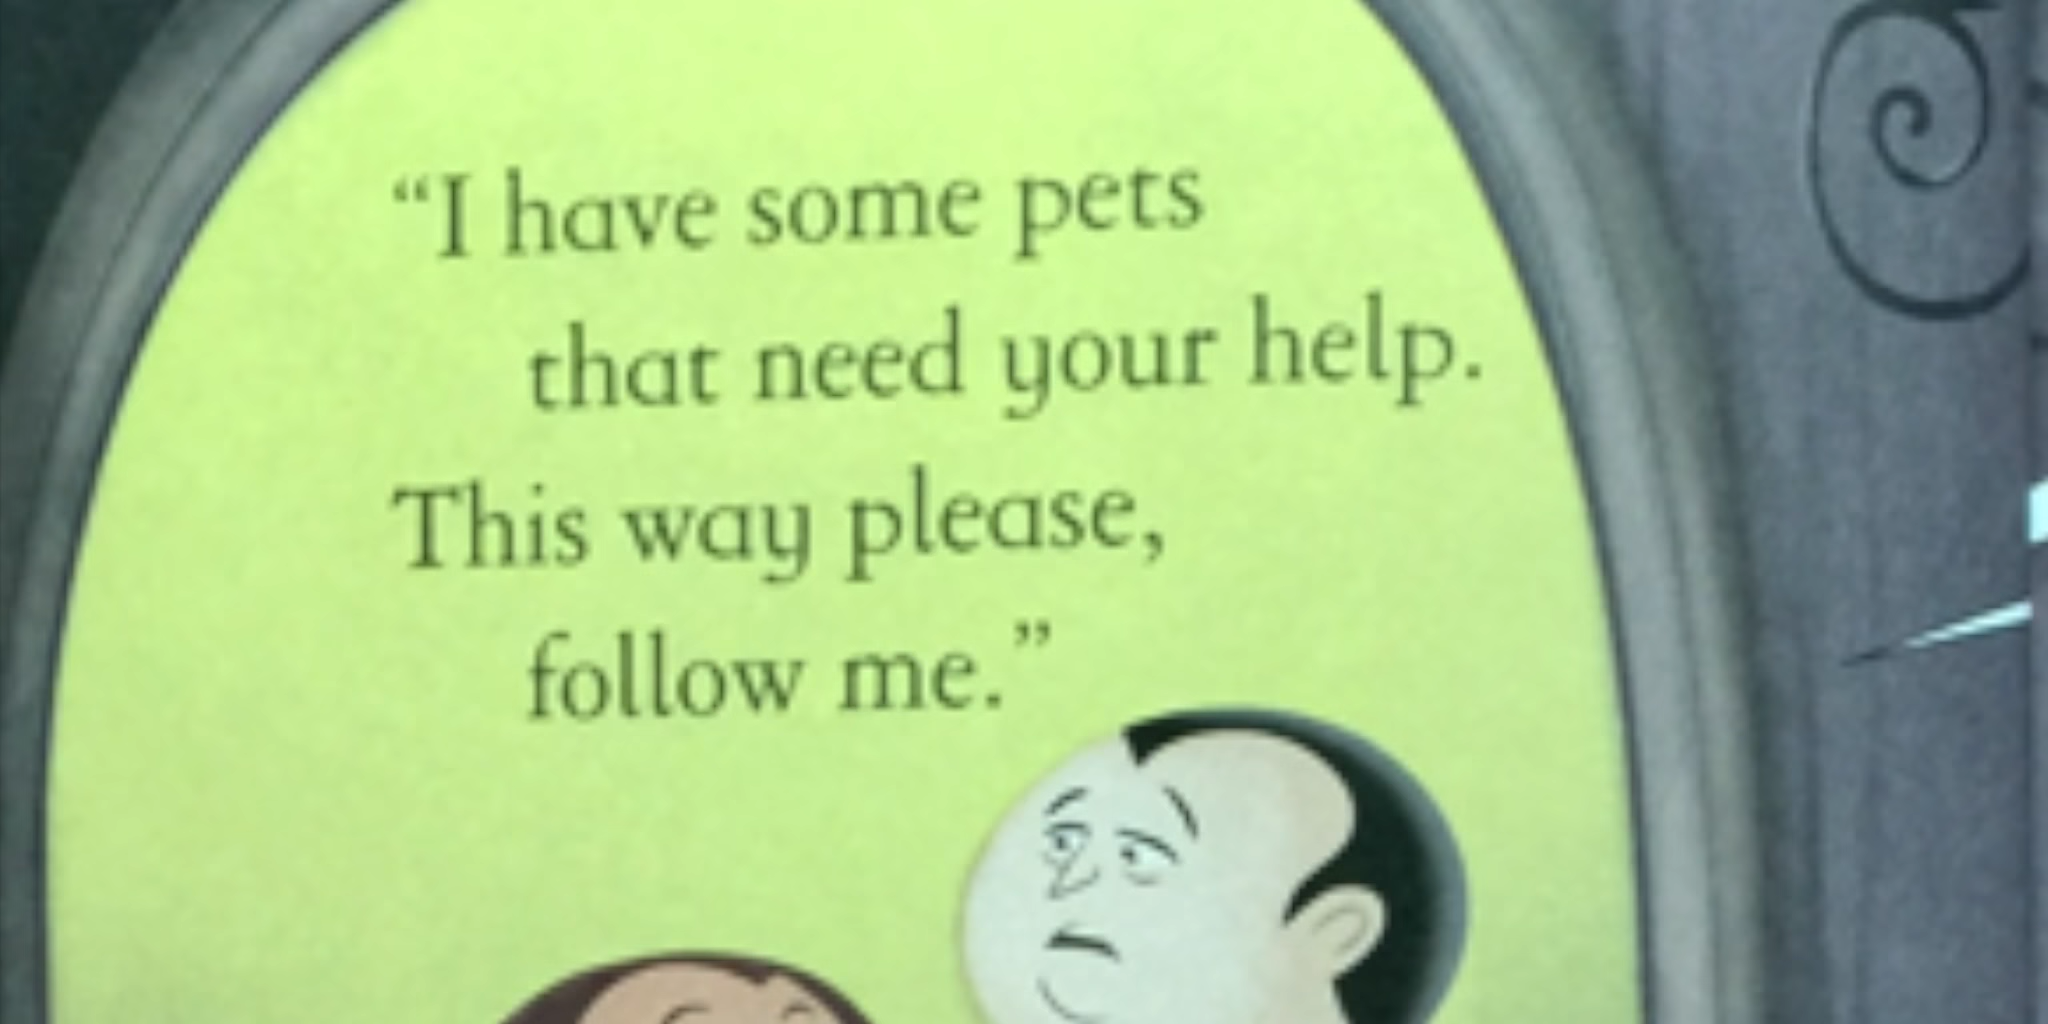 “I have some pets
that need your help.
This way please,
follow me.”